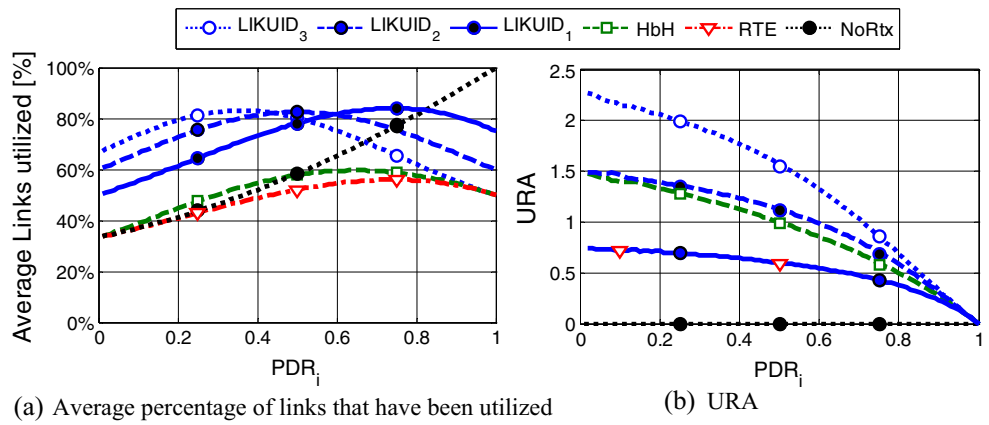 LIKUID3 LIKUID2 LIKUID1 HbH RTE NoRtx
Average Links utilized [%]
100%
80%
60%
40%
20%
0%
0 0.2 0.4 0.6 0.8 1
PDRi
(a) Average percentage of links that have been utilized
URA
2.5
2
1.5
1
0.5
0
0 0.2 0.4 0.6 0.8 1
PDRi
(b) URA